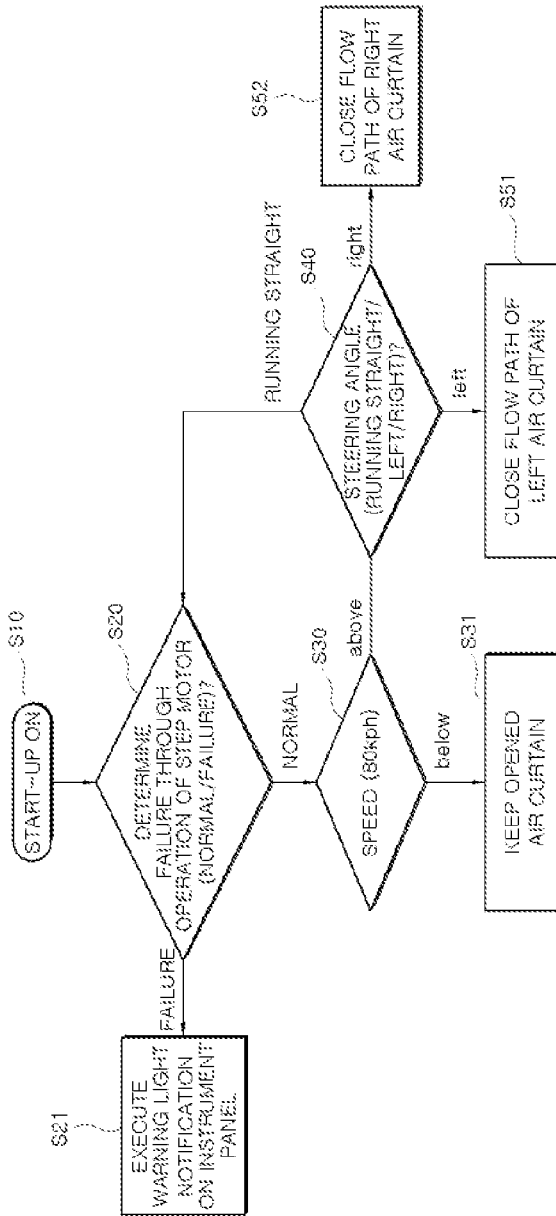 START-UP ON
S10
DETERMINE
FAILURE THROUGH
OPERATION OF STEP MOTOR
(NORMAL/FAILURE)?
S20
FAILURE
EXECUTE
WARNING LIGHT
NOTIFICATION
ON INSTRUMENT
PANEL
S21
NORMAL
SPEED (80kph)
S30
below
KEEP OPENED
AIR CURTAIN
S31
above
STEERING ANGLE
(RUNNING STRAIGHT/
LEFT/RIGHT)?
S40
RUNNING STRAIGHT
left
CLOSE FLOW PATH OF
LEFT AIR CURTAIN
S51
right
CLOSE FLOW
PATH OF RIGHT
AIR CURTAIN
S52